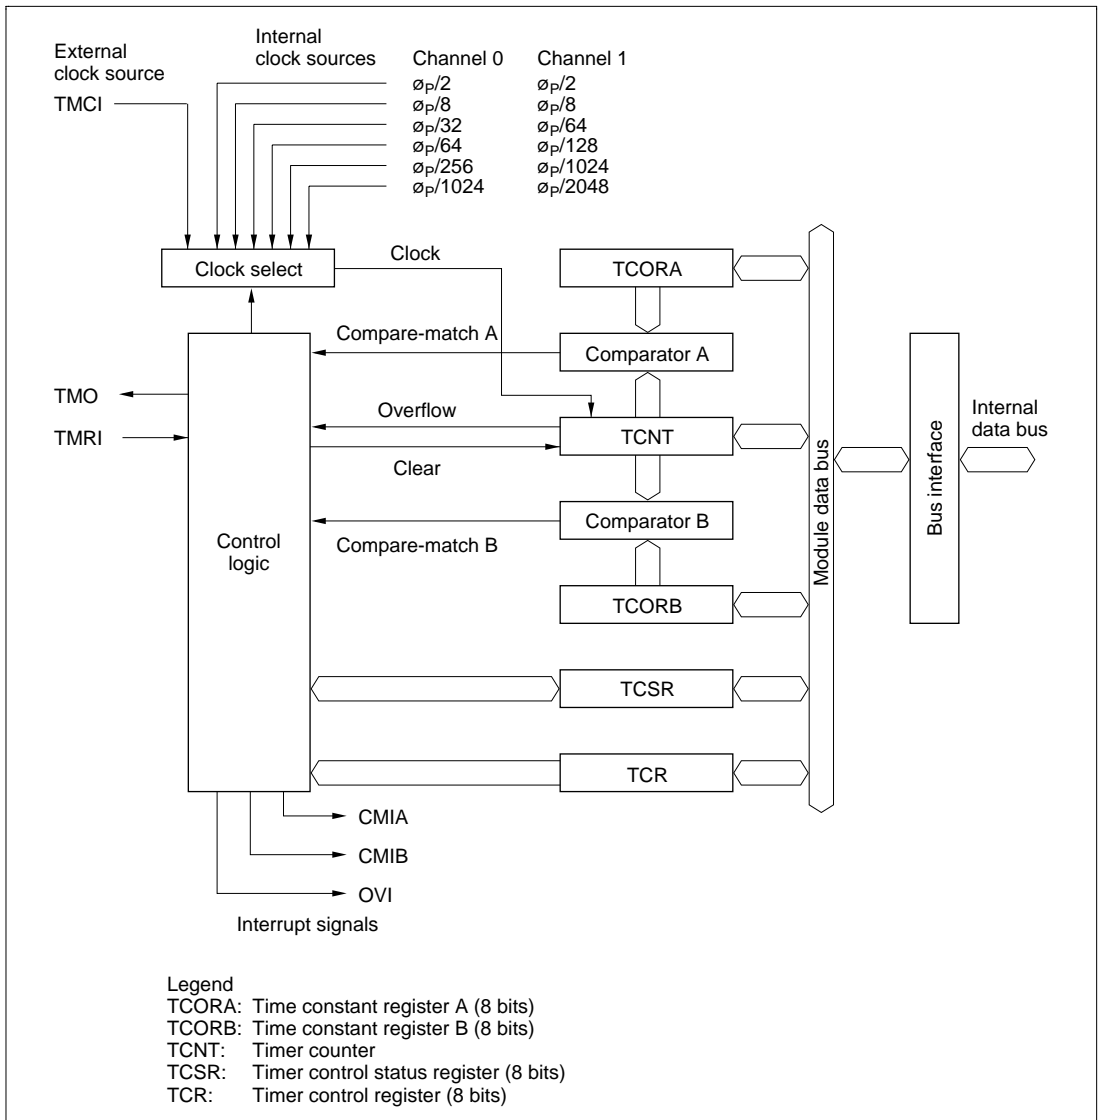 External
clock source
TMCI
Internal
clock sources
Channel 0 Channel 1
øP/2 øP/2
øP/8 øP/8
øP/32 øP/64
øP/64 øP/128
øP/256 øP/1024
øP/1024 øP/2048
Clock select
Clock
TCORA
Compare-match A
Comparator A
TMO
TMRI
Overflow
TCNT
Clear
Comparator B
Compare-match B
Control
logic
TCORB
TCSR
TCR
Module data bus
Bus interface
Internal
data bus
CMIA
CMIB
OVI
Interrupt signals
Legend
TCORA: Time constant register A (8 bits)
TCORB: Time constant register B (8 bits)
TCNT: Timer counter
TCSR: Timer control status register (8 bits)
TCR: Timer control register (8 bits)